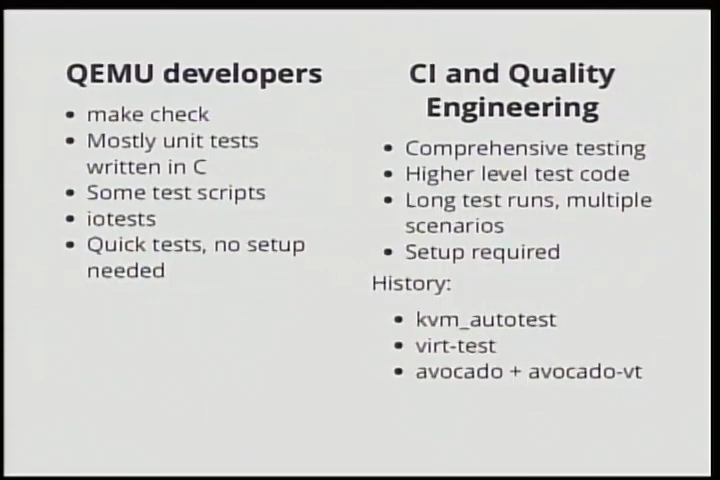 QEMU developers
• make check
• Mostly unit tests
written in C
• Some test scripts
• iotests
• Quick tests, no setup
needed
CI and Quality
Engineering
• Comprehensive testing
• Higher level test code
• Long test runs, multiple
scenarios
• Setup required
History:
• kvm_autotest
• virt-test
• avocado + avocado-vt